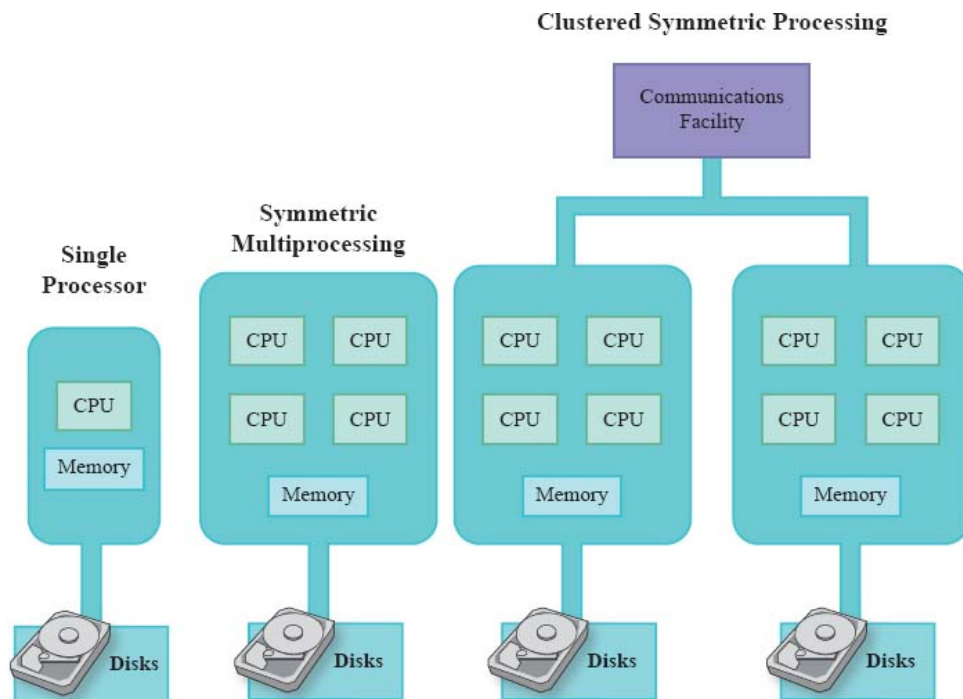 Clustered Symmetric Processing
Communications
Facility
Symmetric
Multiprocessing
Single
Processor
CPU
Memory
Disks
CPU CPU
CPU CPU
Memory
Disks
CPU CPU
CPU CPU
Memory
Disks
CPU CPU
CPU CPU
Memory
Disks